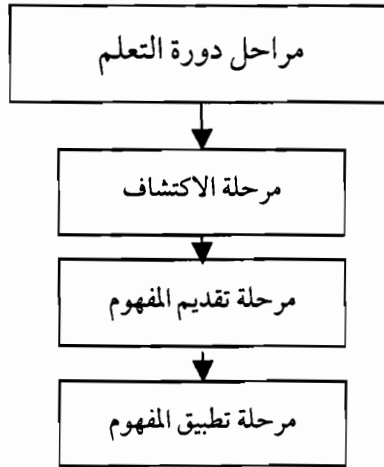 مراحل دورة التعلم
مرحلة الاكتشاف
مرحلة تقديم المفهوم
مرحلة تطبيق المفهوم